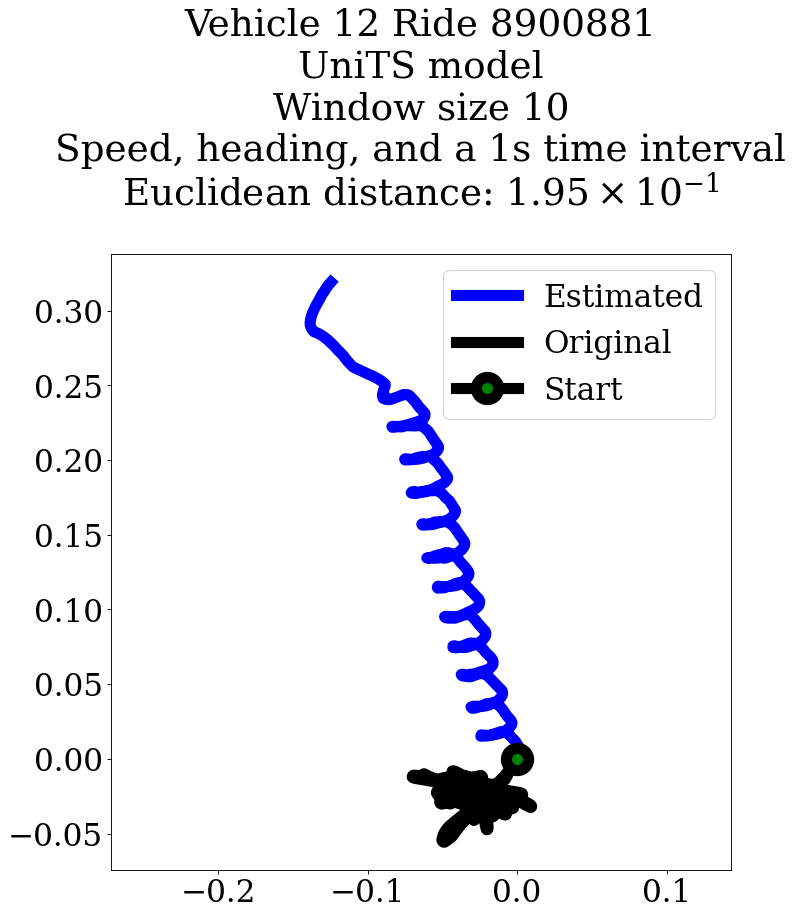 Vehicle 12 Ride 8900881
UniTS model
Window size 10
Speed, heading, and a 1s time interval
Euclidean distance: 1.95 × 10⁻¹
Estimated
Original
Start
0.30
0.25
0.20
0.15
0.10
0.05
0.00
−0.05
−0.2
−0.1
0.0
0.1